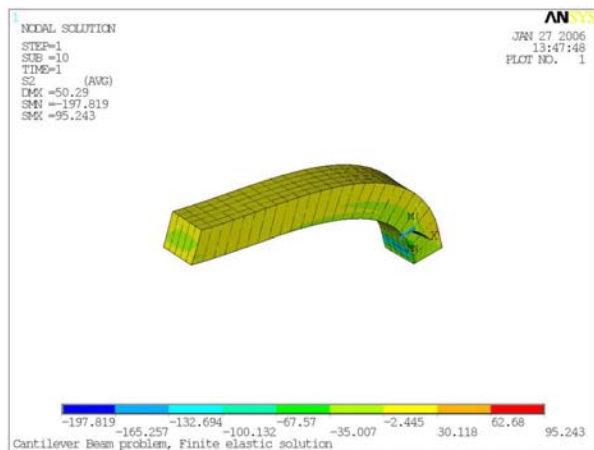 1
NODAL SOLUTION
STEP=1
SUB =10
TIME=1
S2 (AVG)
DMX =50.29
SMN =-197.819
SMX =95.243
ANSYS
JAN 27 2006
13:47:48
PLOT NO. 1
MX
X
-197.819 -132.694 -67.57 -2.445 62.68
-165.257 -100.132 -35.007 30.118 95.243
Cantilever Beam problem, Finite elastic solution